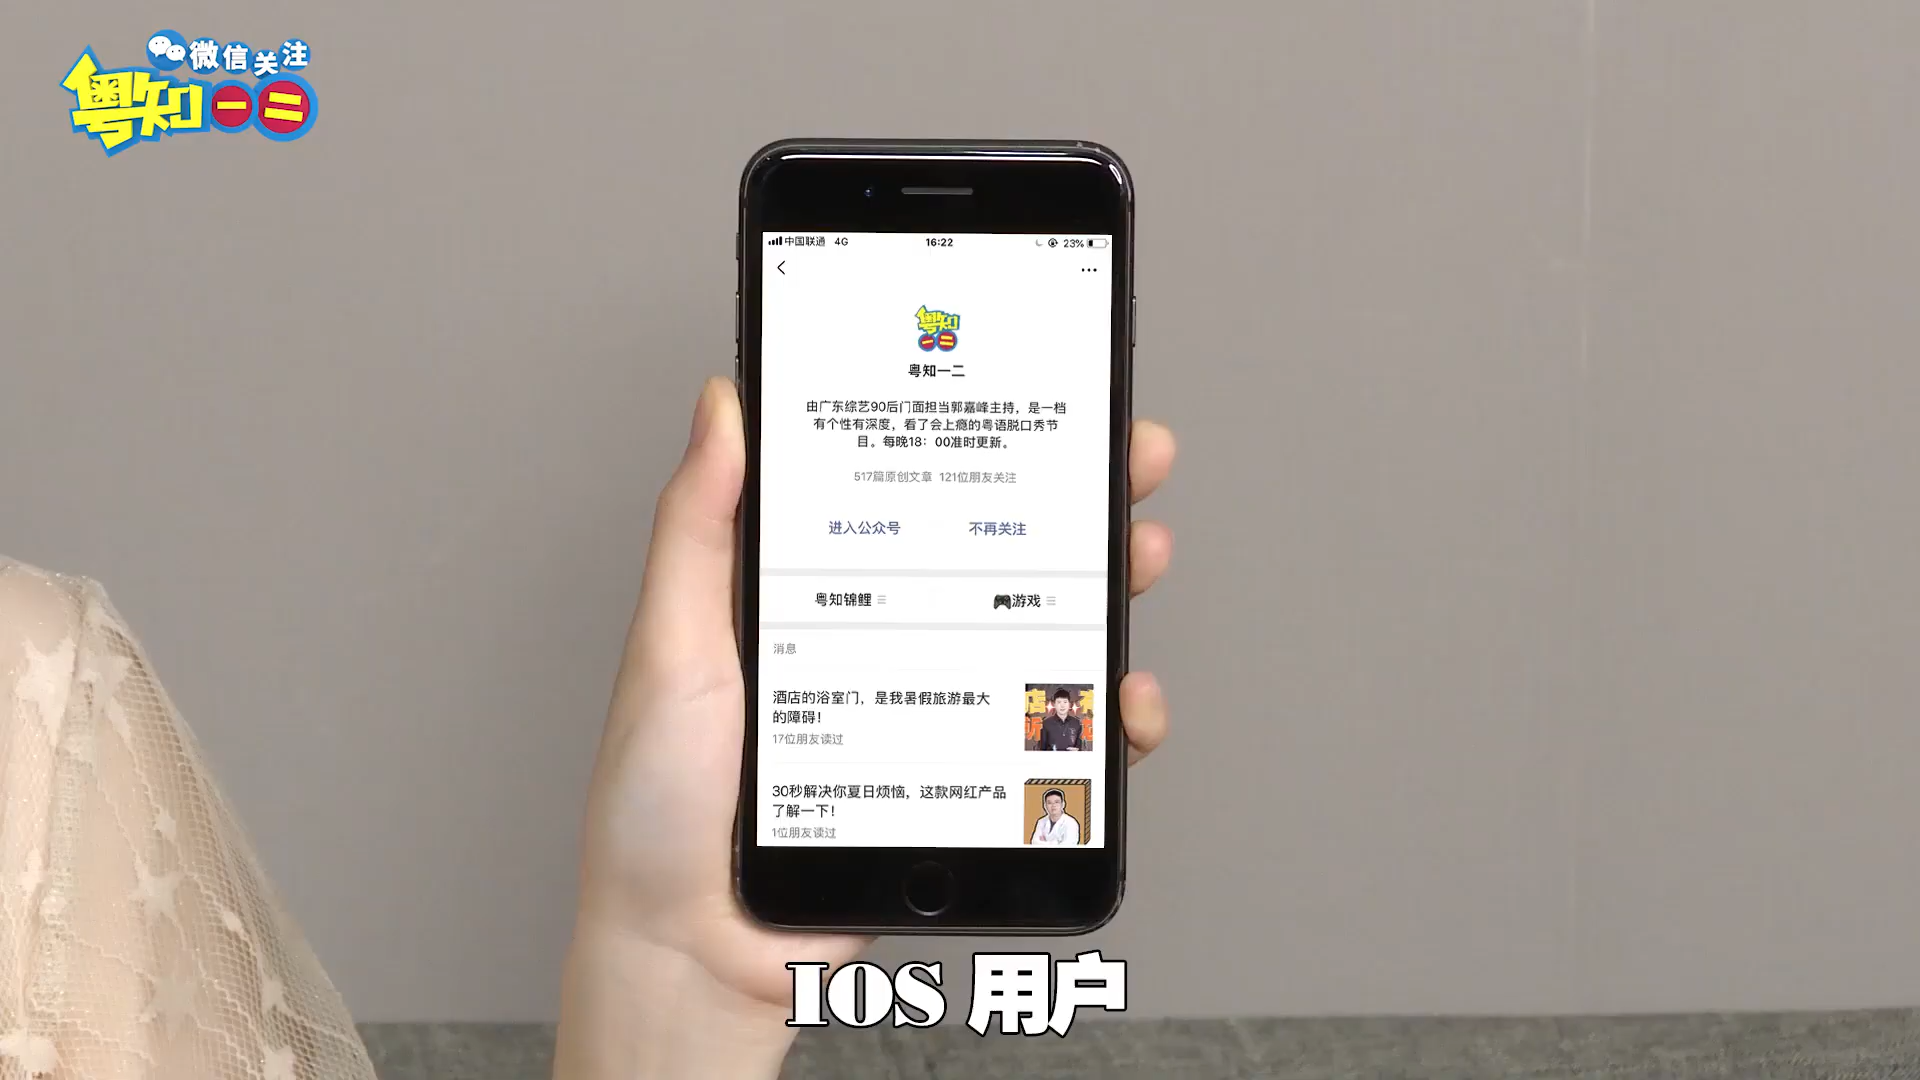 微信关注
粤知一二
中国联通 4G 16:22 23%
粤知一二
粤知一二
由广东综艺90后门面担当郭嘉峰主持，是一档
有个性有深度，看了会上瘾的粤语脱口秀节
目。每晚18：00准时更新。
517篇原创文章 121位朋友关注
进入公众号 不再关注
粤知锦鲤 游戏
消息
酒店的浴室门，是我暑假旅游最大
的障碍！
17位朋友读过
30秒解决你夏日烦恼，这款网红产品
了解一下！
1位朋友读过
IOS 用户